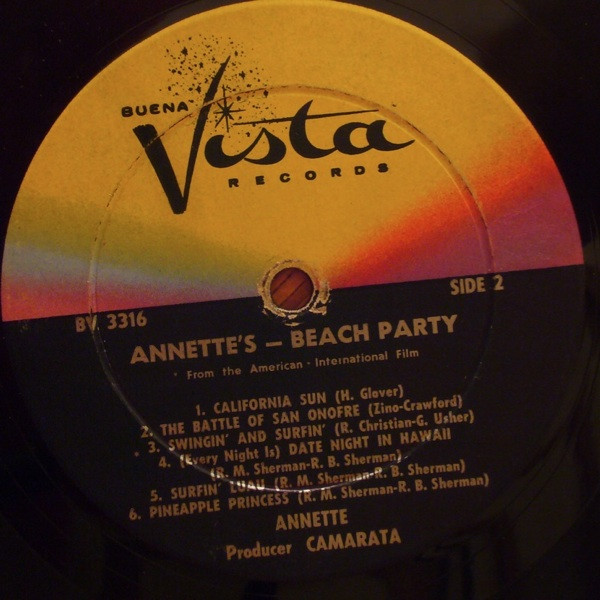 BUENA
Vista
RECORDS
BV 3316
SIDE 2
ANNETTE'S — BEACH PARTY
From the American - International Film
1. CALIFORNIA SUN (H. Glover)
2. THE BATTLE OF SAN ONOFRE (Zino-Crawford)
3. SWINGIN' AND SURFIN' (R. Christian-G. Usher)
4. (Every Night Is) DATE NIGHT IN HAWAII
(R. M. Sherman-R. B. Sherman)
5. SURFIN' LUAU (R. M. Sherman-R. B. Sherman)
6. PINEAPPLE PRINCESS (R. M. Sherman-R. B. Sherman)
ANNETTE
Producer CAMARATA